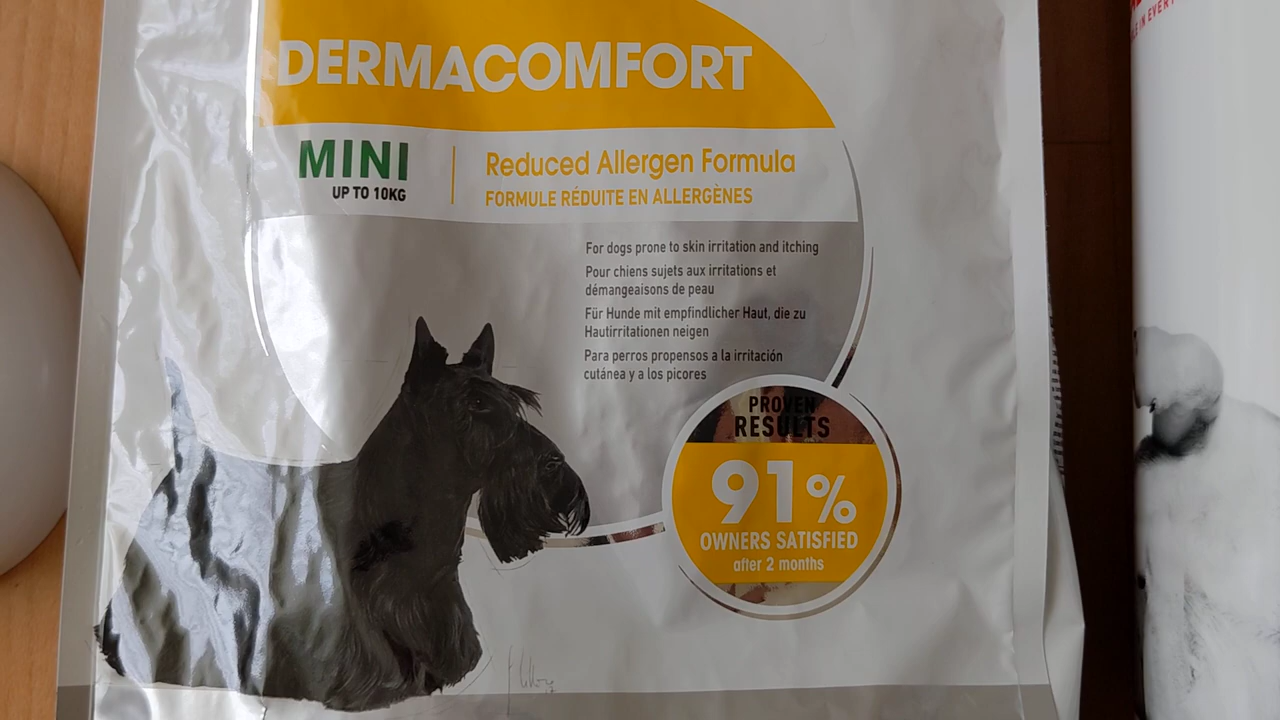 DERMACOMFORT
MINI
UP TO 10KG
Reduced Allergen Formula
FORMULE RÉDUITE EN ALLERGÈNES
For dogs prone to skin irritation and itching
Pour chiens sujets aux irritations et
démangeaisons de peau
Für Hunde mit empfindlicher Haut, die zu
Hautirritationen neigen
Para perros propensos a la irritación
cutánea y a los picores
PROVEN
RESULTS
91%
OWNERS SATISFIED
after 2 months
IN EVERY